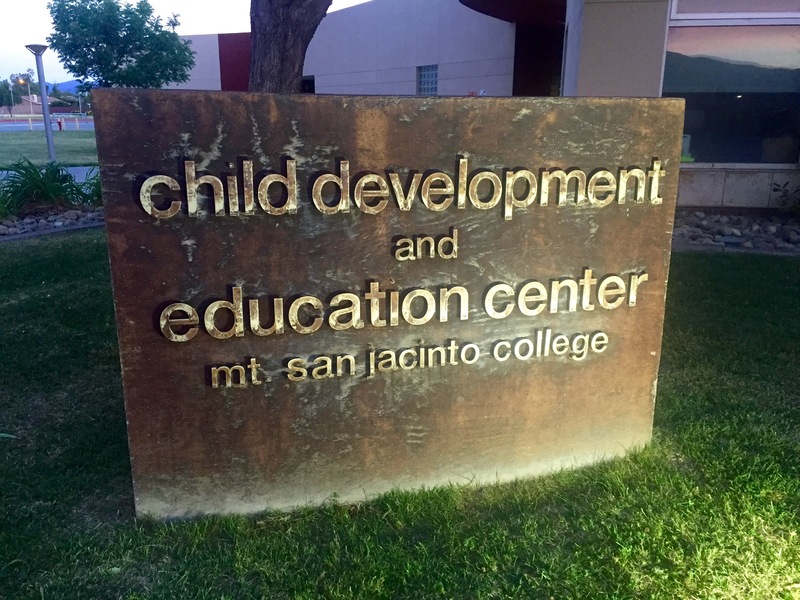 child development
and
education center
mt. san jacinto college